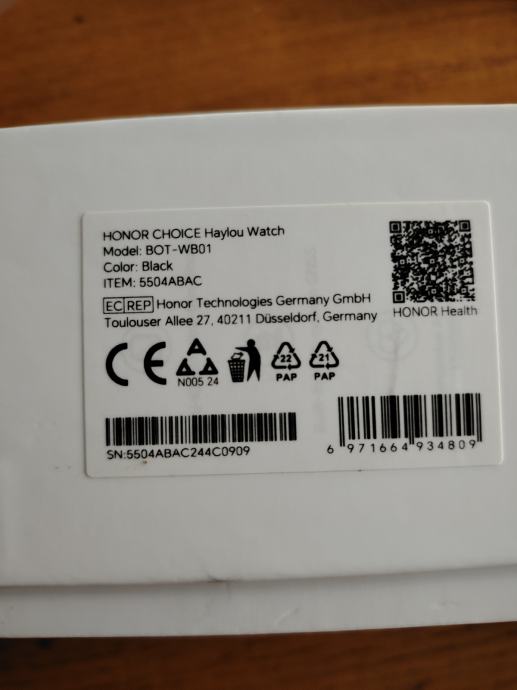 HONOR CHOICE Haylou Watch
Model: BOT-WB01
Color: Black
ITEM: 5504ABAC
EC REP Honor Technologies Germany GmbH
Toulouser Allee 27, 40211 Düsseldorf, Germany
HONOR Health
CE
N005 24
22
PAP
21
PAP
SN:5504ABAC244C0909
6 971664 934809